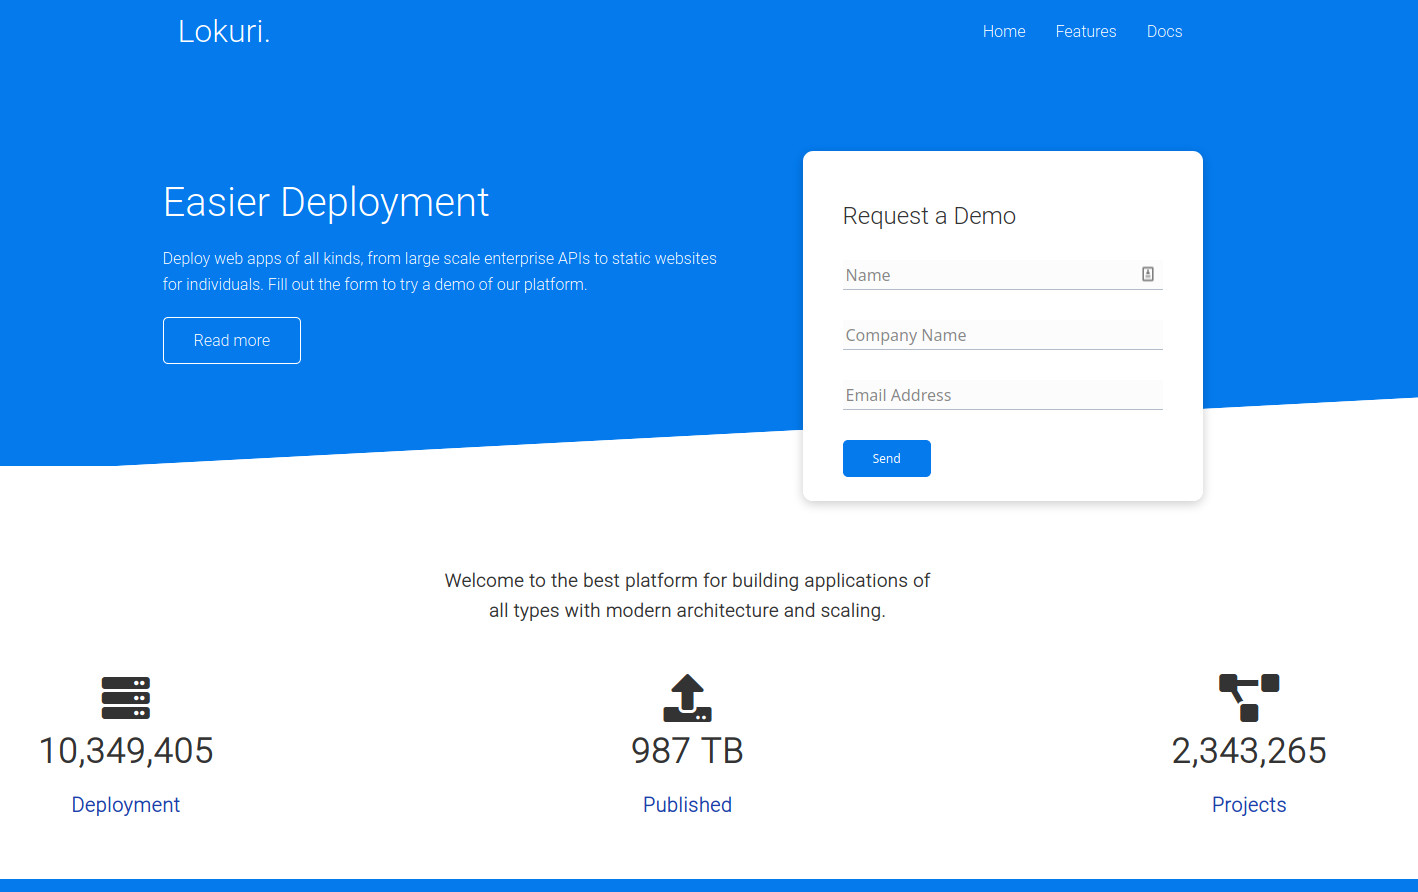 Lokuri.
Home Features Docs
Easier Deployment
Deploy web apps of all kinds, from large scale enterprise APIs to static websites
for individuals. Fill out the form to try a demo of our platform.
Read more
Request a Demo
Name
Company Name
Email Address
Send
Welcome to the best platform for building applications of
all types with modern architecture and scaling.
10,349,405
Deployment
987 TB
Published
2,343,265
Projects